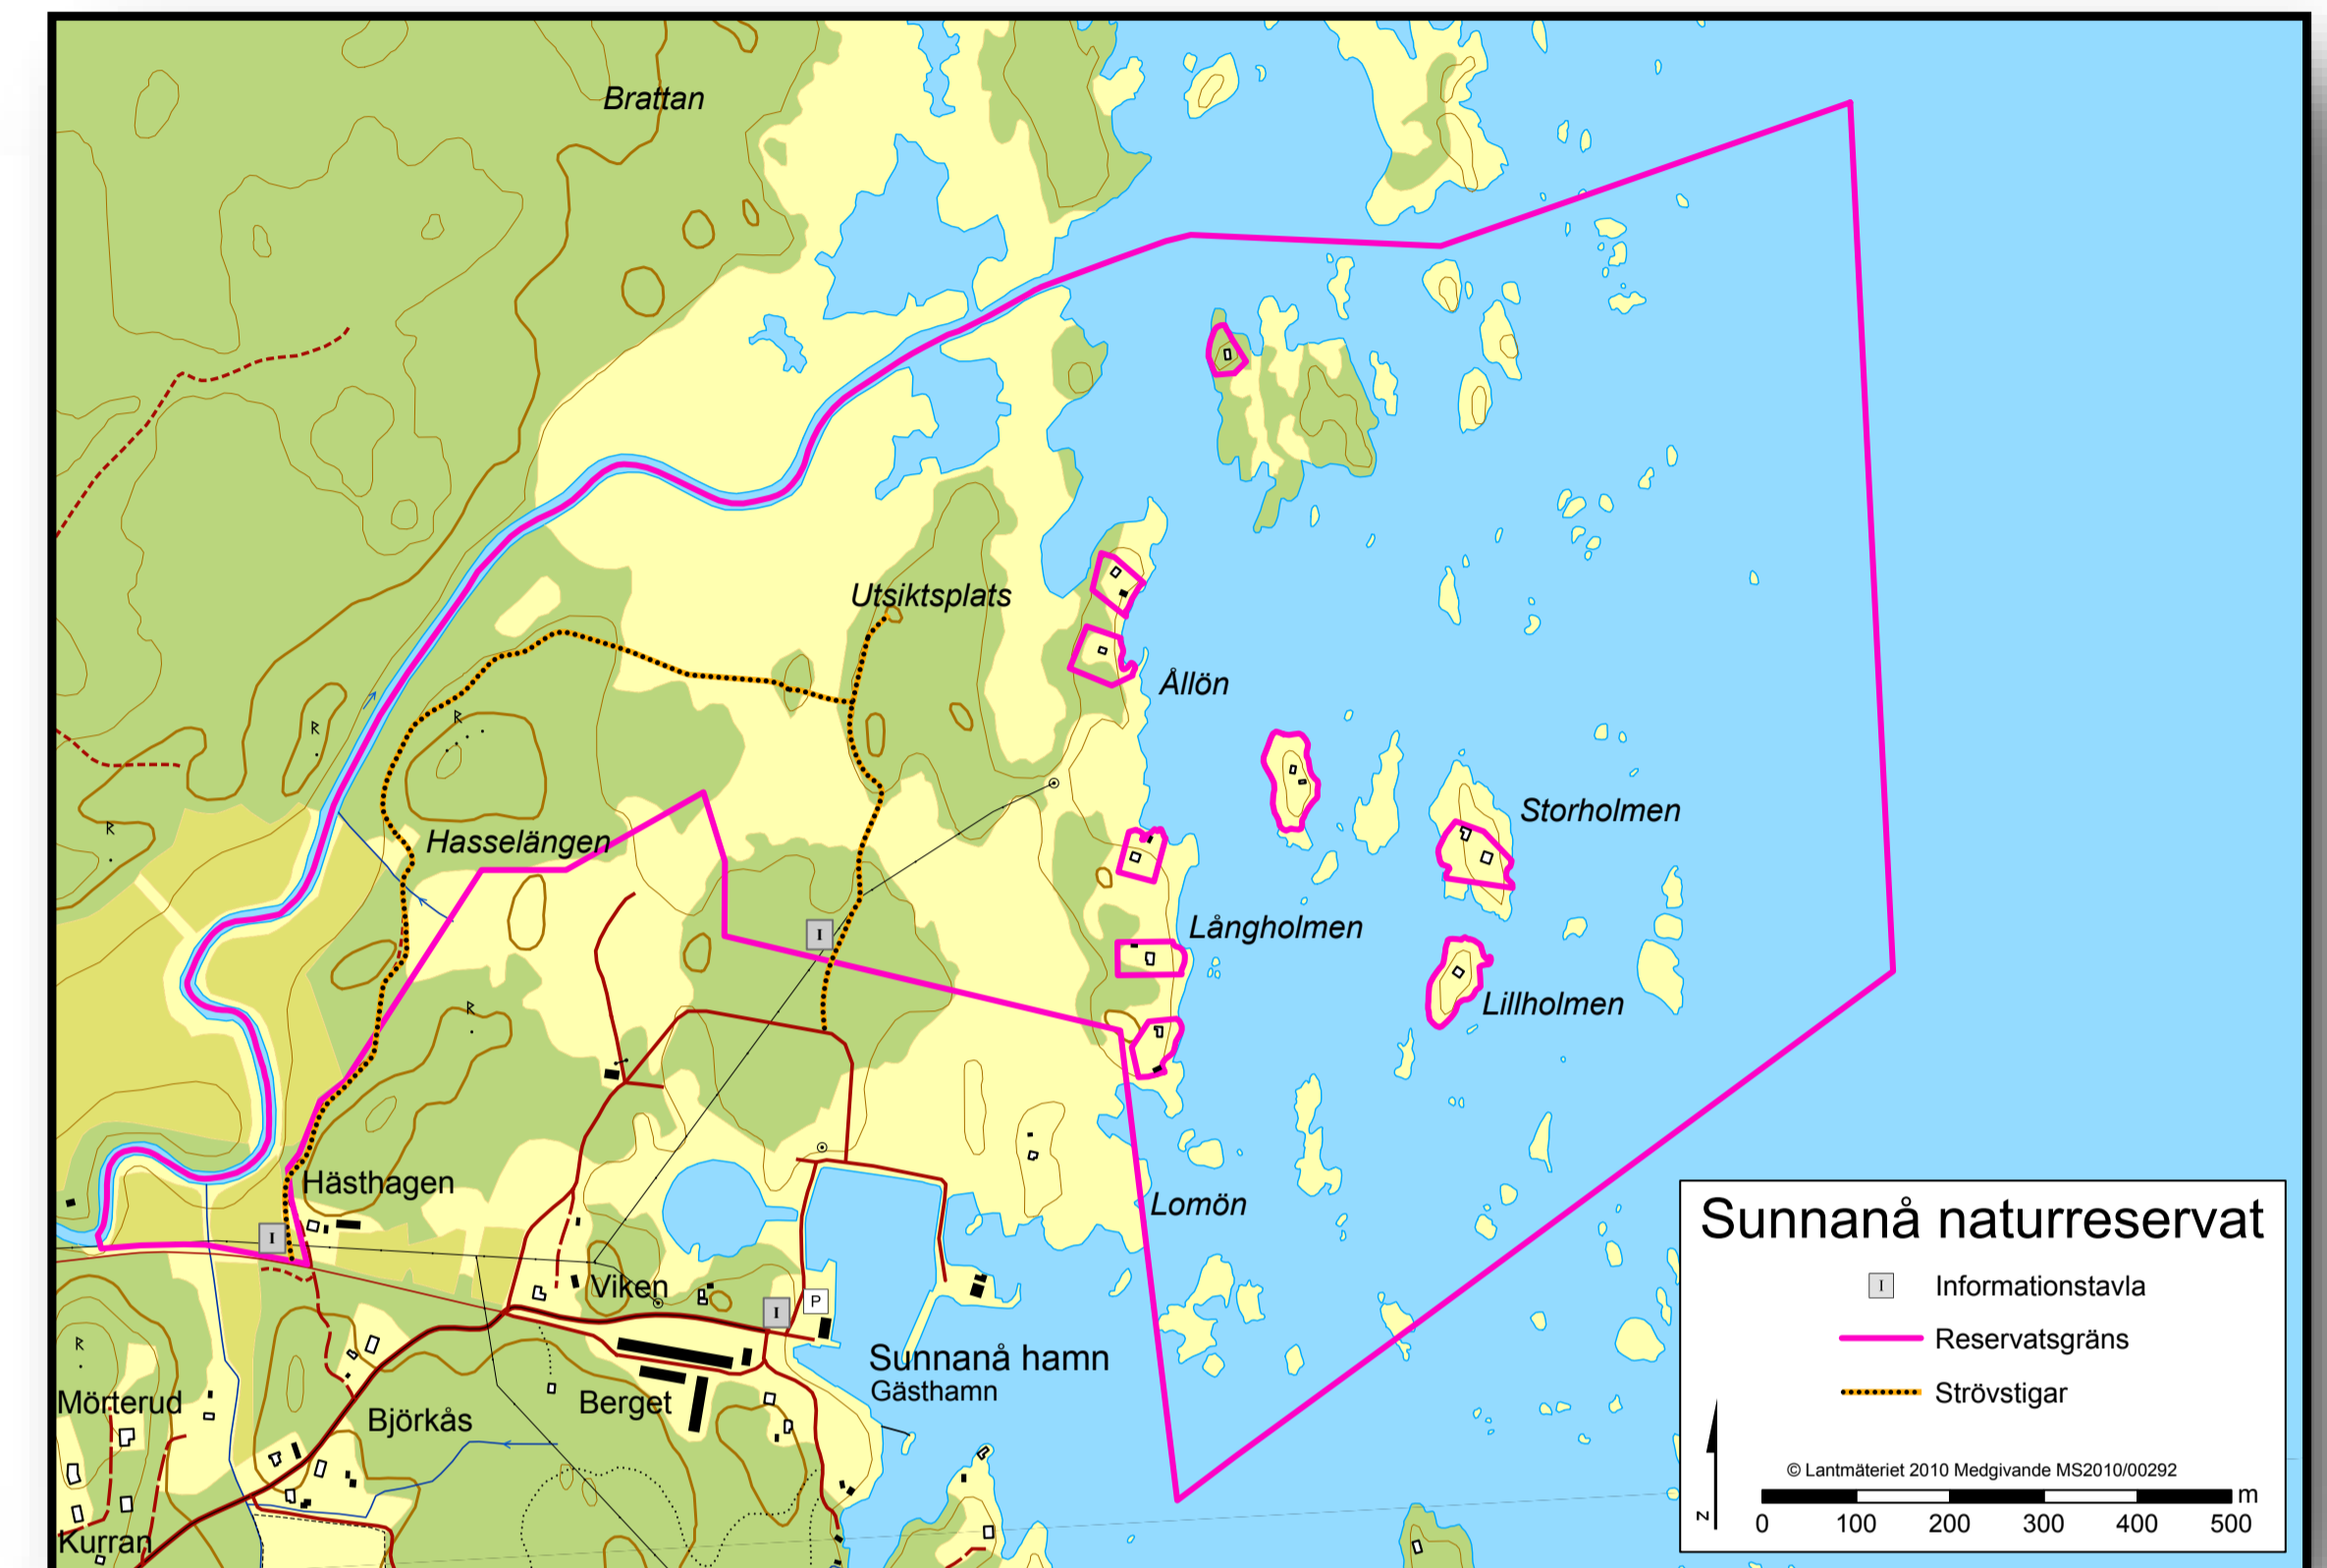 Brattan
Utsiktsplats
Ållön
R
R
R
Storholmen
Hasselängen
Långholmen
I
Lillholmen
R
Hästhagen
Lomön
I
Viken
I
P
R
Sunnanå hamn
Gästhamn
Mörterud
Björkås
Berget
Kurran
Sunnanå naturreservat
I Informationstavla
Reservatsgräns
Strövstigar
© Lantmäteriet 2010 Medgivande MS2010/00292
m
N
0 100 200 300 400 500